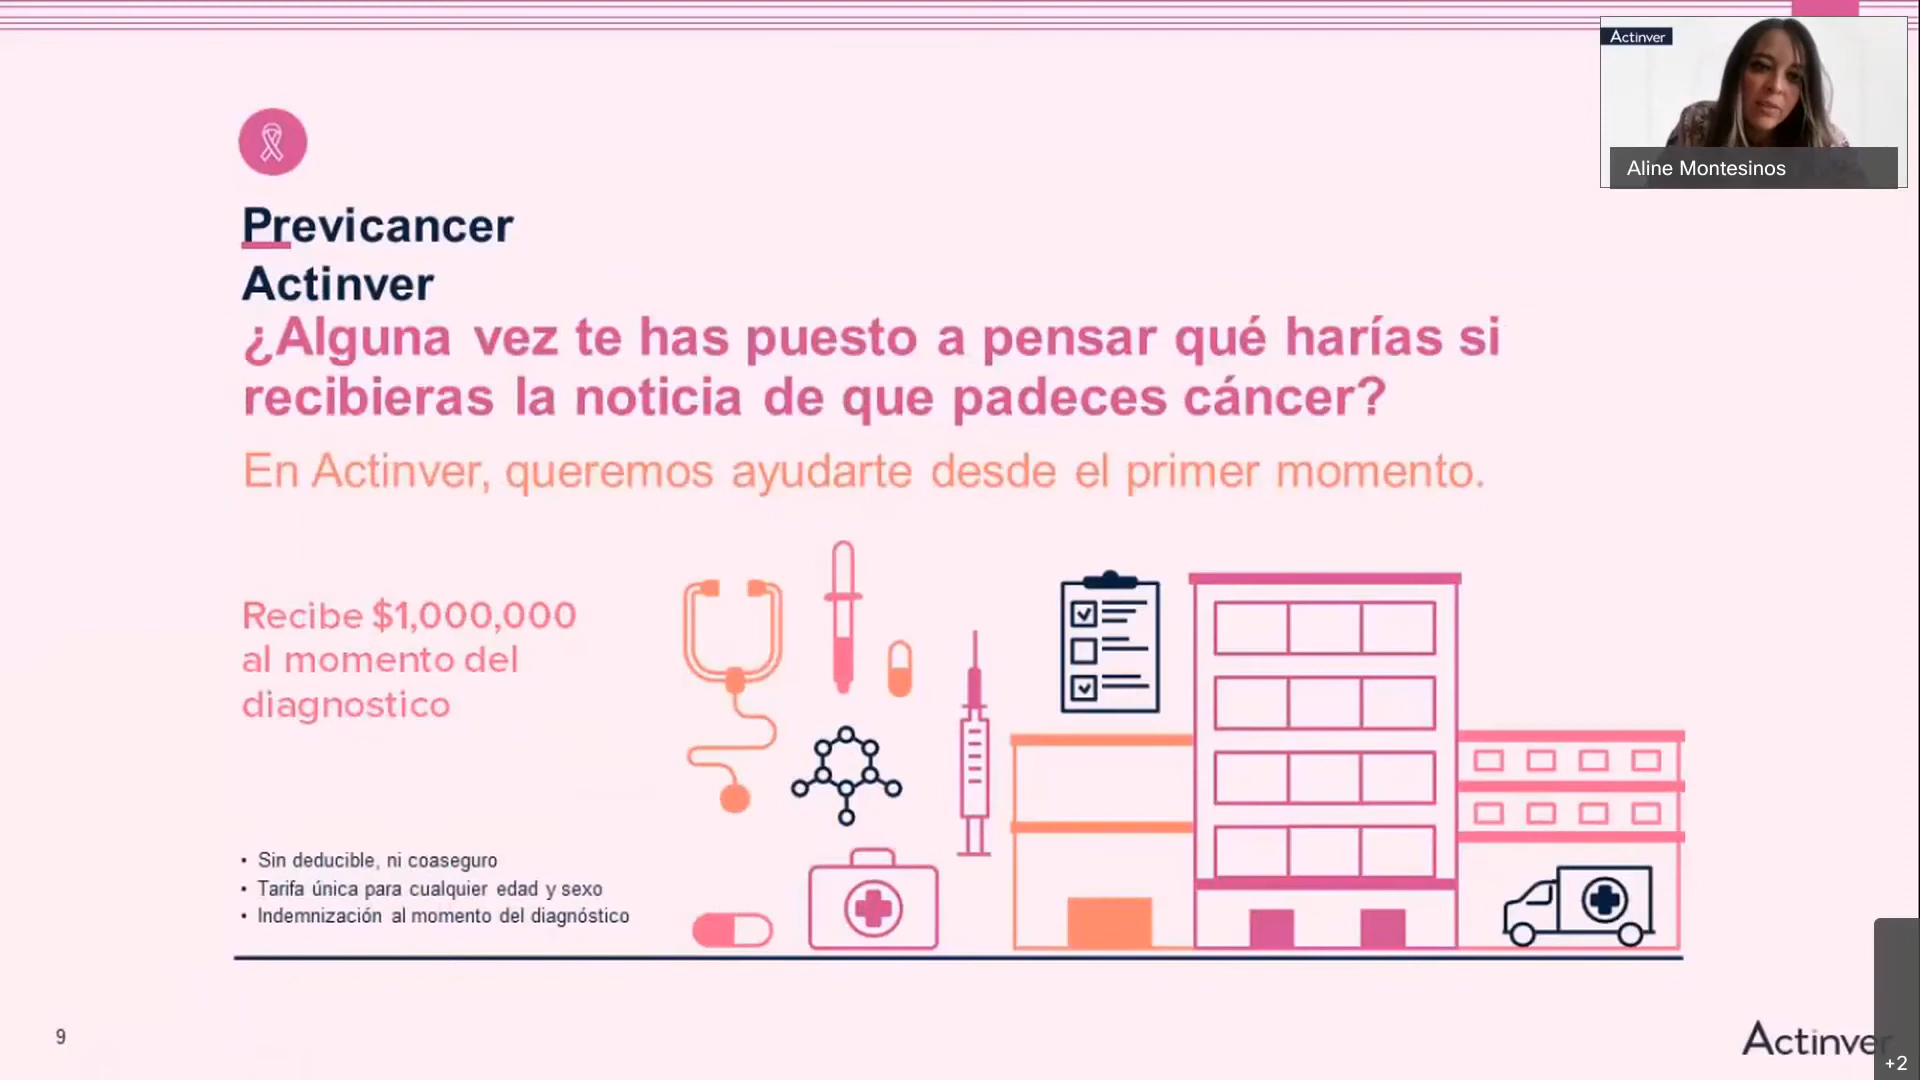 Actinver
Aline Montesinos
Previcancer
Actinver
¿Alguna vez te has puesto a pensar qué harías si
recibieras la noticia de que padeces cáncer?
En Actinver, queremos ayudarte desde el primer momento.
Recibe $1,000,000
al momento del
diagnostico
• Sin deducible, ni coaseguro
• Tarifa única para cualquier edad y sexo
• Indemnización al momento del diagnóstico
9
Actinver
+2